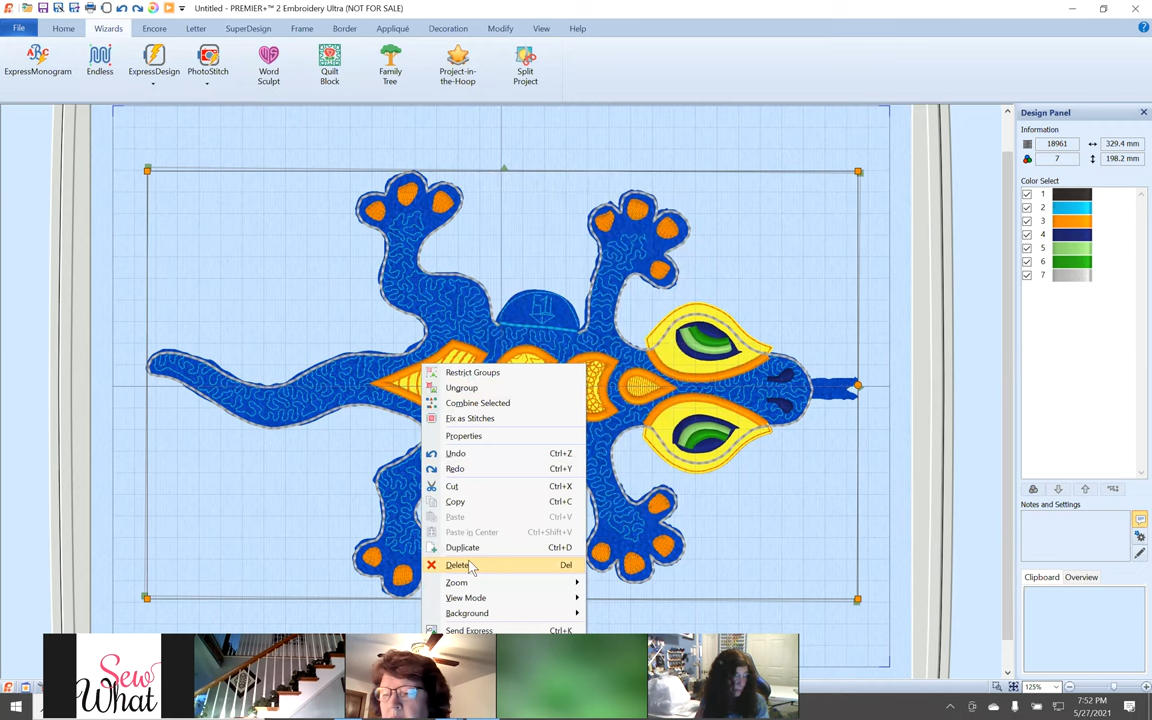 Untitled - PREMIER+™ 2 Embroidery Ultra (NOT FOR SALE)
File Home Wizards Encore Letter SuperDesign Frame Border Appliqué Decoration Modify View Help
ExpressMonogram Endless ExpressDesign PhotoStitch Word Sculpt Quilt Block Family Tree Project-in-the-Hoop Split Project
Design Panel
Information
18961 329.4 mm
7 198.2 mm
Color Select
1
2
3
4
5
6
7
Restrict Groups
Ungroup
Combine Selected
Fix as Stitches
Properties
Undo Ctrl+Z
Redo Ctrl+Y
Cut Ctrl+X
Copy Ctrl+C
Paste Ctrl+V
Paste in Center Ctrl+Shift+V
Duplicate Ctrl+D
Delete Del
Zoom
View Mode
Background
Send Express Ctrl+K
Notes and Settings
Clipboard Overview
Sew
What
125%
7:52 PM
5/27/2021